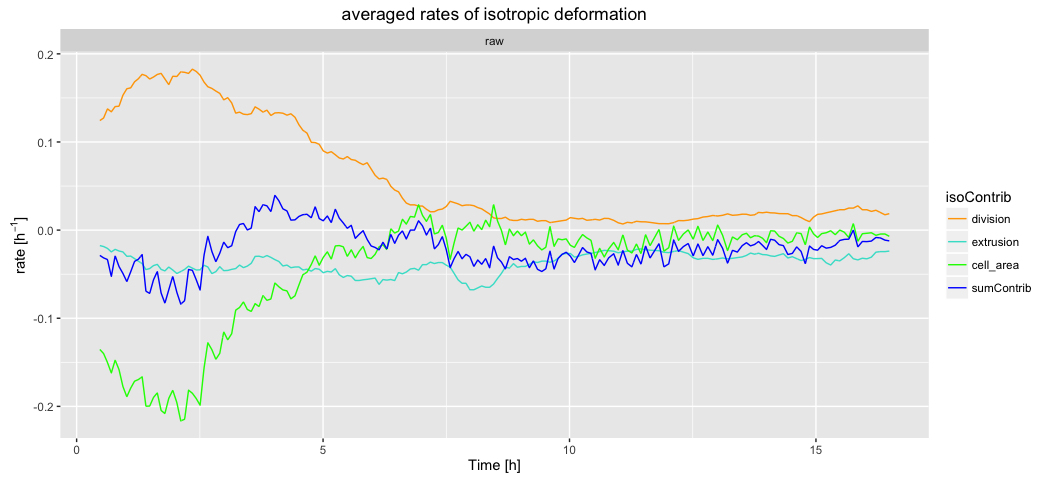 averaged rates of isotropic deformation
raw
rate [h⁻¹]
0.2
0.1
0.0
-0.1
-0.2
0
5
10
15
Time [h]
isoContrib
division
extrusion
cell_area
sumContrib